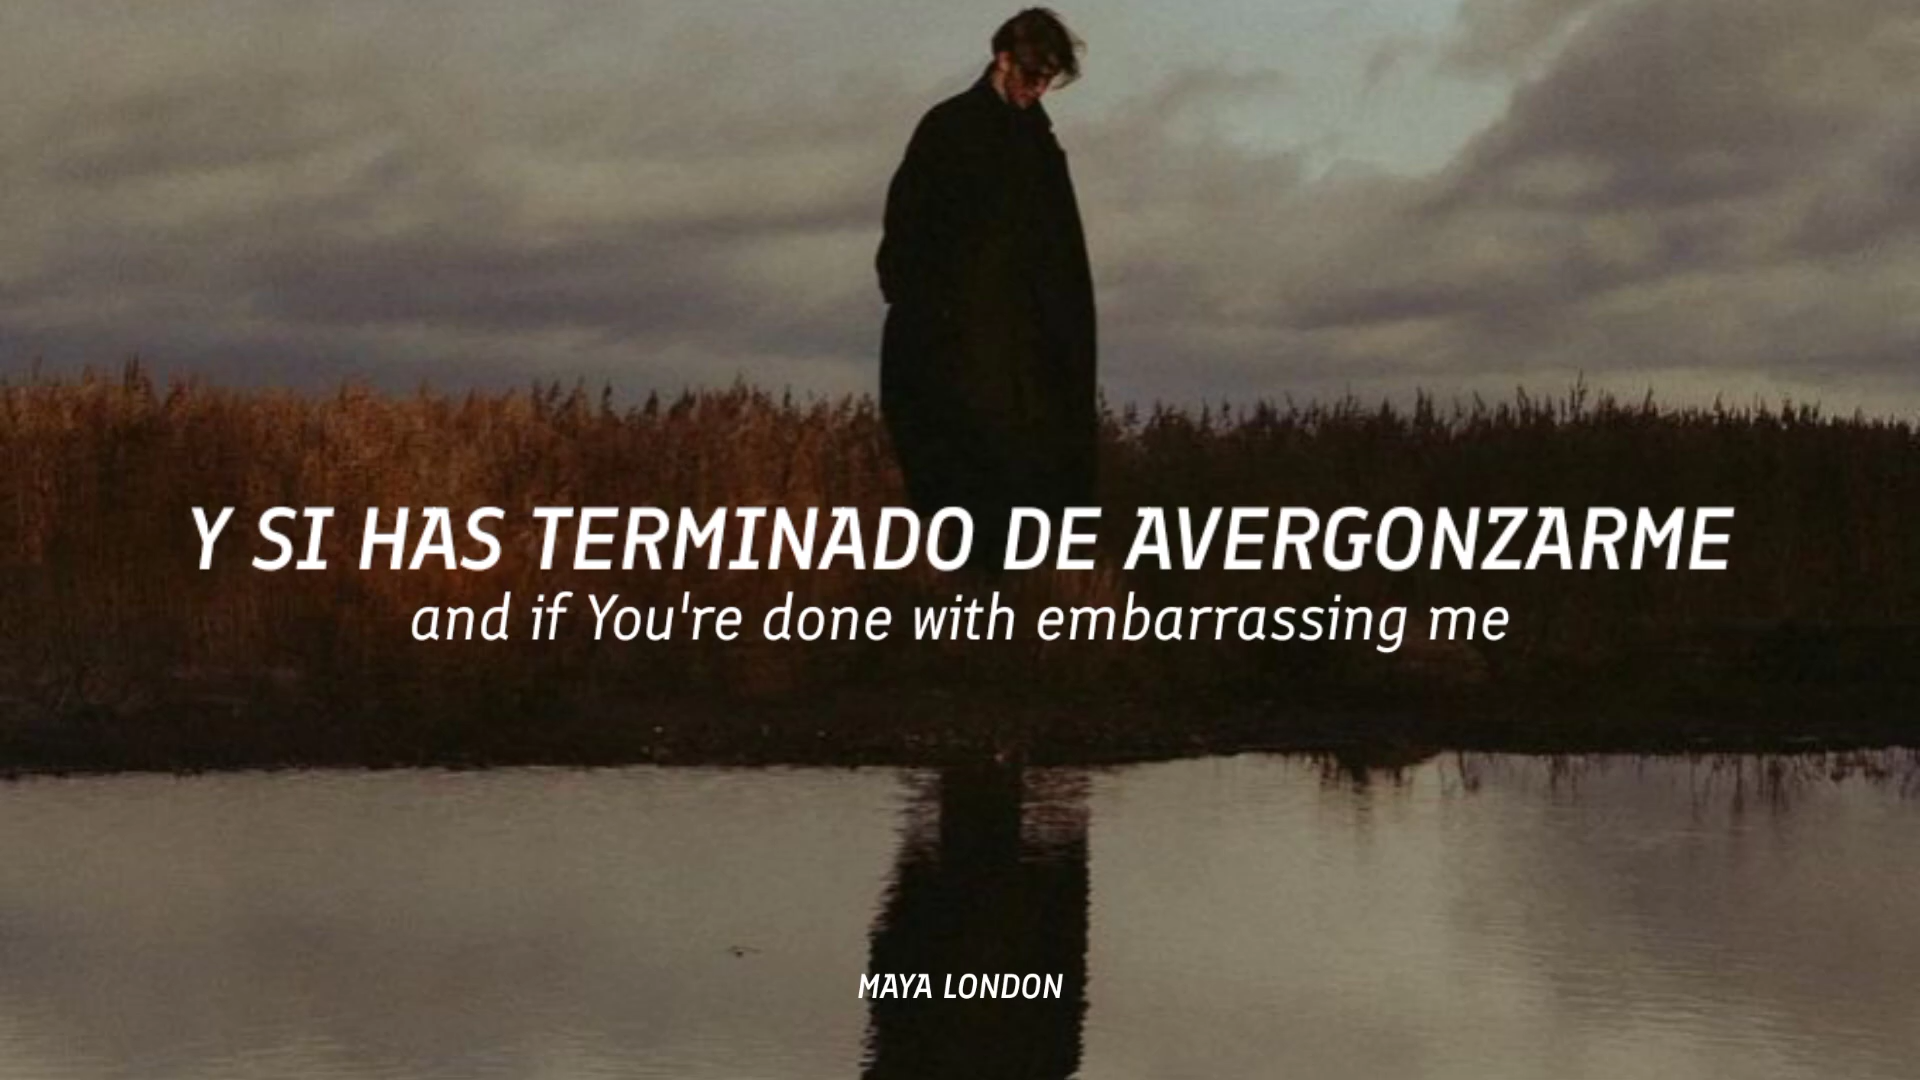 Y SI HAS TERMINADO DE AVERGONZARME
and if You're done with embarrassing me
MAYA LONDON